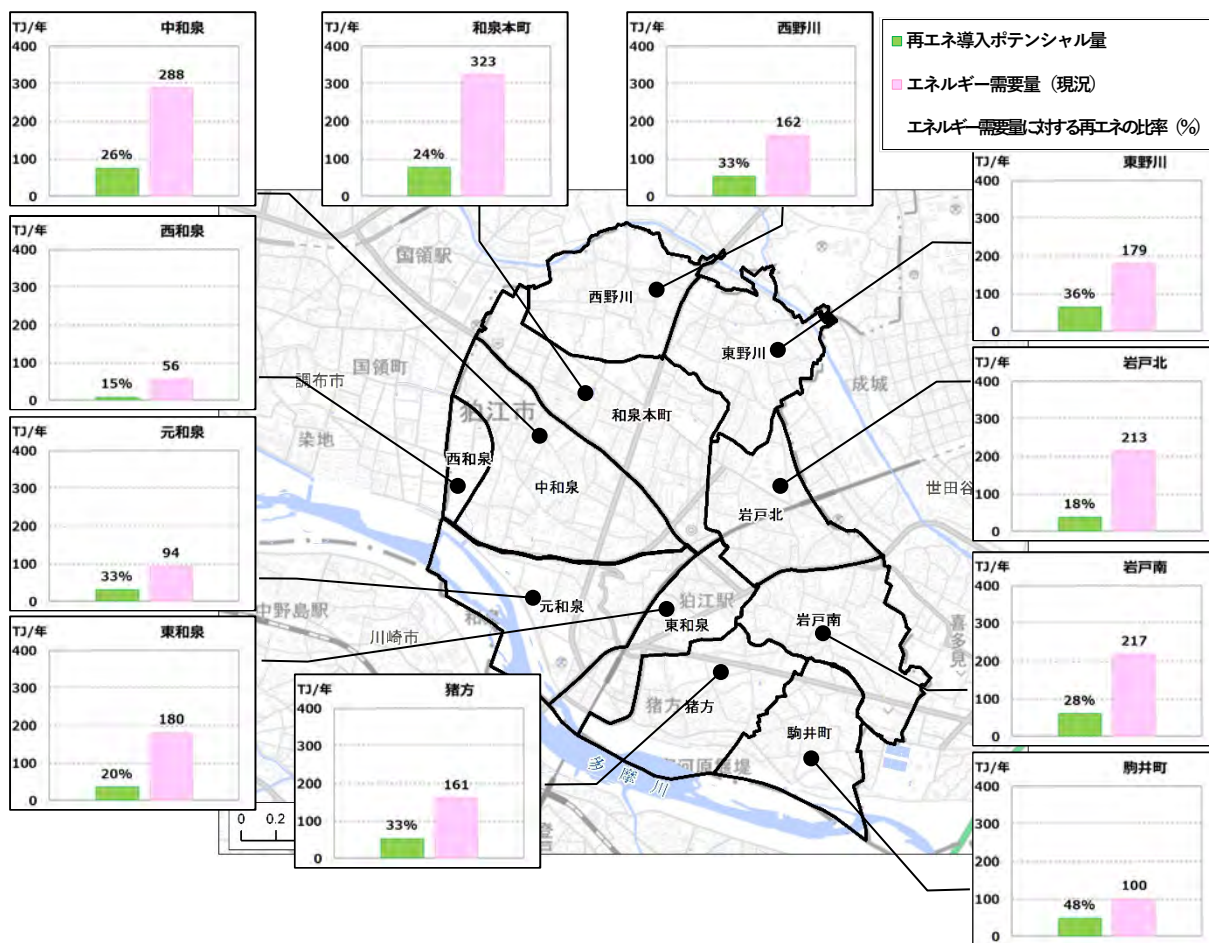 TJ/年 中和泉
400
300
200
100
0
26%
288
TJ/年 和泉本町
400
300
200
100
0
24%
323
TJ/年 西野川
400
300
200
100
0
33%
162
再エネ導入ポテンシャル量
エネルギー需要量（現況）
エネルギー需要量に対する再エネの比率（%）
TJ/年 東野川
400
300
200
100
0
36%
179
TJ/年 西和泉
400
300
200
100
0
15%
56
TJ/年 岩戸北
400
300
200
100
0
18%
213
TJ/年 元和泉
400
300
200
100
0
33%
94
TJ/年 岩戸南
400
300
200
100
0
28%
217
TJ/年 東和泉
400
300
200
100
0
20%
180
TJ/年 猪方
400
300
200
100
0
33%
161
TJ/年 駒井町
400
300
200
100
0
48%
100
国領駅
西野川
東野川
国領町
調布市
成城
狛江市
和泉本町
染地
西和泉
中和泉
世田谷
岩戸北
中野島駅
元和泉
狛江駅
東和泉
岩戸南
喜多見
川崎市
猪方
猪方
駒井町
多摩川
0 0.2